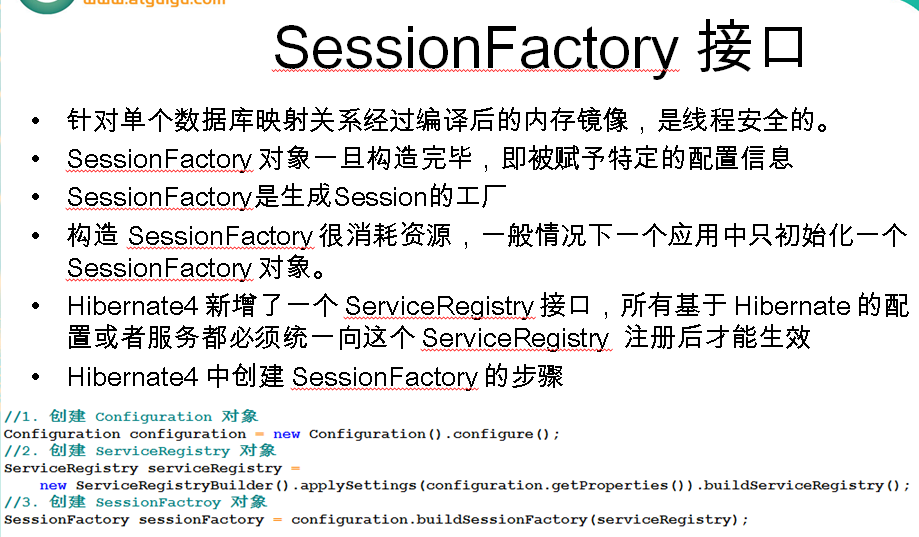 www.atguigu.com
SessionFactory 接口
• 针对单个数据库映射关系经过编译后的内存镜像，是线程安全的。
• SessionFactory 对象一旦构造完毕，即被赋予特定的配置信息
• SessionFactory是生成Session的工厂
• 构造 SessionFactory 很消耗资源，一般情况下一个应用中只初始化一个
SessionFactory 对象。
• Hibernate4 新增了一个 ServiceRegistry 接口，所有基于 Hibernate 的配
置或者服务都必须统一向这个 ServiceRegistry 注册后才能生效
• Hibernate4 中创建 SessionFactory 的步骤
//1. 创建 Configuration 对象
Configuration configuration = new Configuration().configure();
//2. 创建 ServiceRegistry 对象
ServiceRegistry serviceRegistry =
new ServiceRegistryBuilder().applySettings(configuration.getProperties()).buildServiceRegistry();
//3. 创建 SessionFactroy 对象
SessionFactory sessionFactory = configuration.buildSessionFactory(serviceRegistry);